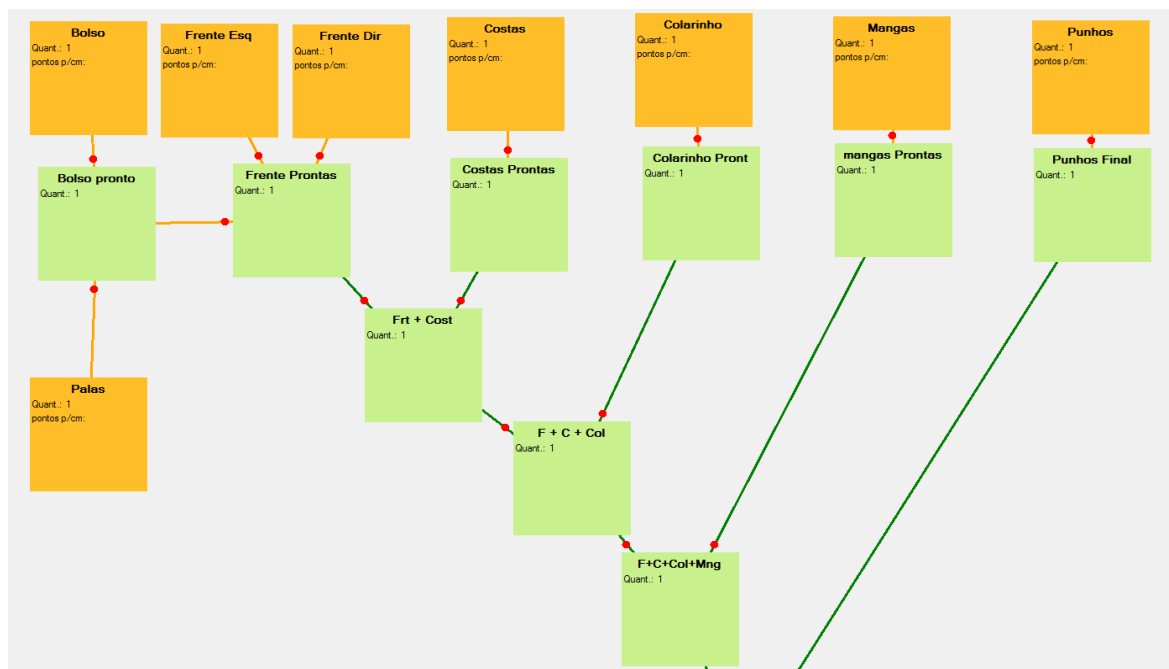 Bolso
Quant.: 1
pontos p/cm:
Frente Esq
Quant.: 1
pontos p/cm:
Frente Dir
Quant.: 1
pontos p/cm:
Costas
Quant.: 1
pontos p/cm:
Colarinho
Quant.: 1
pontos p/cm:
Mangas
Quant.: 1
pontos p/cm:
Punhos
Quant.: 1
pontos p/cm:
Bolso pronto
Quant.: 1
Frente Prontas
Quant.: 1
Costas Prontas
Quant.: 1
Colarinho Pront
Quant.: 1
mangas Prontas
Quant.: 1
Punhos Final
Quant.: 1
Frt + Cost
Quant.: 1
Palas
Quant.: 1
pontos p/cm:
F + C + Col
Quant.: 1
F+C+Col+Mng
Quant.: 1